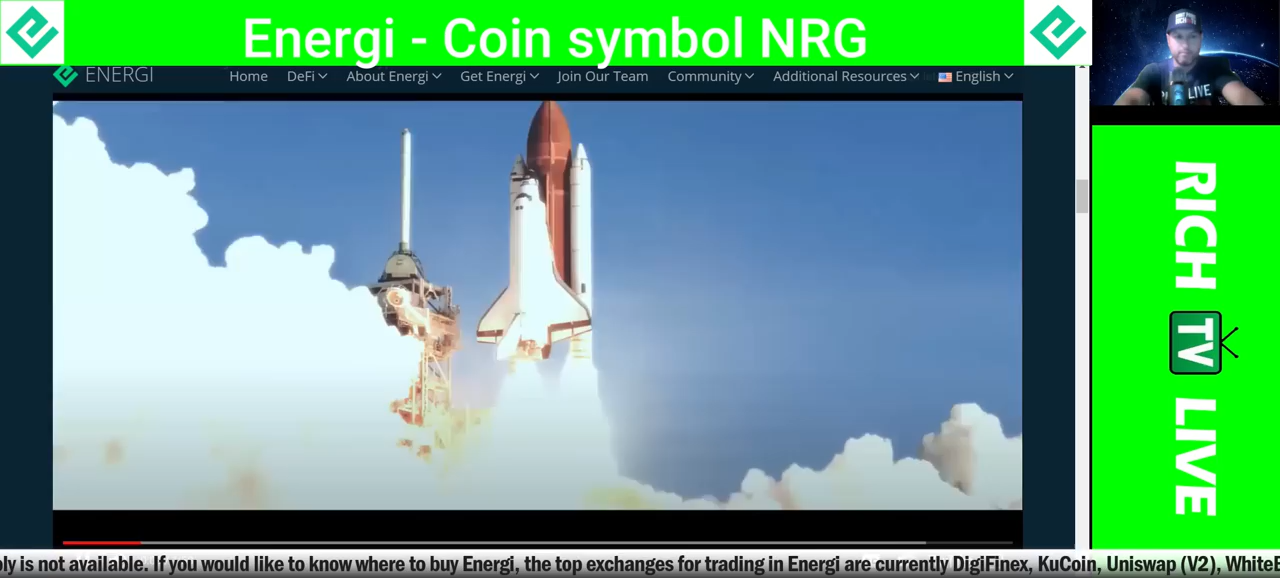 Energi - Coin symbol NRG
ENERGI
Home DeFi About Energi Get Energi Join Our Team Community Additional Resources English
LIVE
RICH TV LIVE
ply is not available. If you would like to know where to buy Energi, the top exchanges for trading in Energi are currently DigiFinex, KuCoin, Uniswap (V2), WhiteB